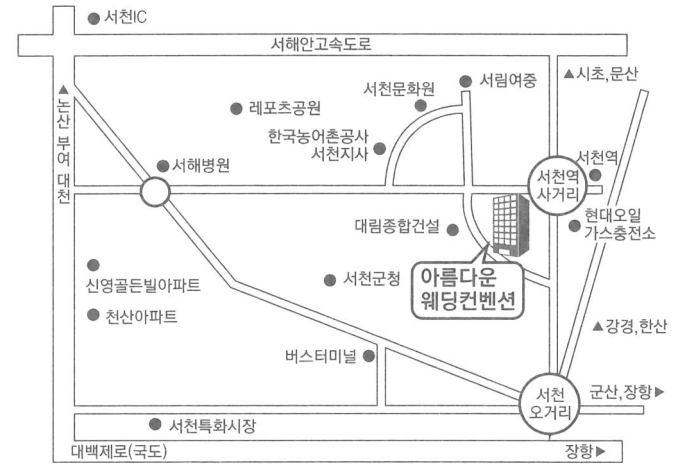 서천IC
서해안고속도로
▲시초,문산
▲논산 부여 대천
서천문화원
서림여중
레포츠공원
한국농어촌공사
서천지사
서해병원
서천역
서천역
사거리
대림종합건설
현대오일
가스충전소
신영골든빌아파트
서천군청
아름다운
웨딩컨벤션
천산아파트
▲강경,한산
버스터미널
군산,장항▶
서천
오거리
서천특화시장
대백제로(국도)
장항▶